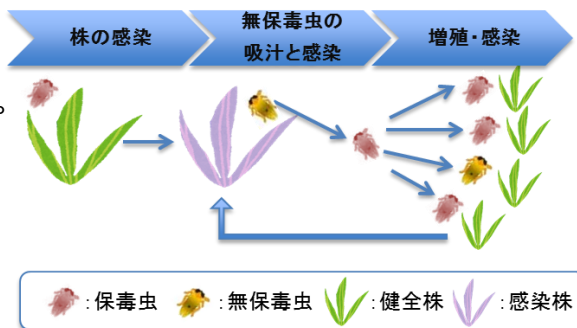 株の感染
無保毒虫の
吸汁と感染
増殖・感染
。
:保毒虫 :無保毒虫 :健全株 :感染株